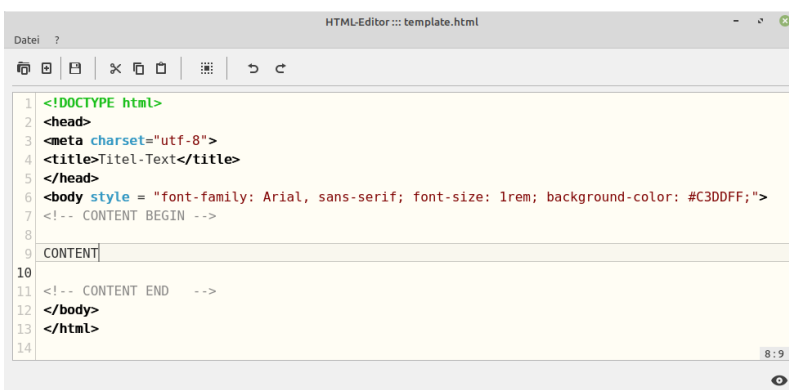 HTML-Editor ::: template.html
Datei ?
1 <!DOCTYPE html>
2 <head>
3 <meta charset="utf-8">
4 <title>Titel-Text</title>
5 </head>
6 <body style = "font-family: Arial, sans-serif; font-size: 1rem; background-color: #C3DDFF;">
7 <!-- CONTENT BEGIN -->
8
9 CONTENT
10
11 <!-- CONTENT END   -->
12 </body>
13 </html>
14
8:9